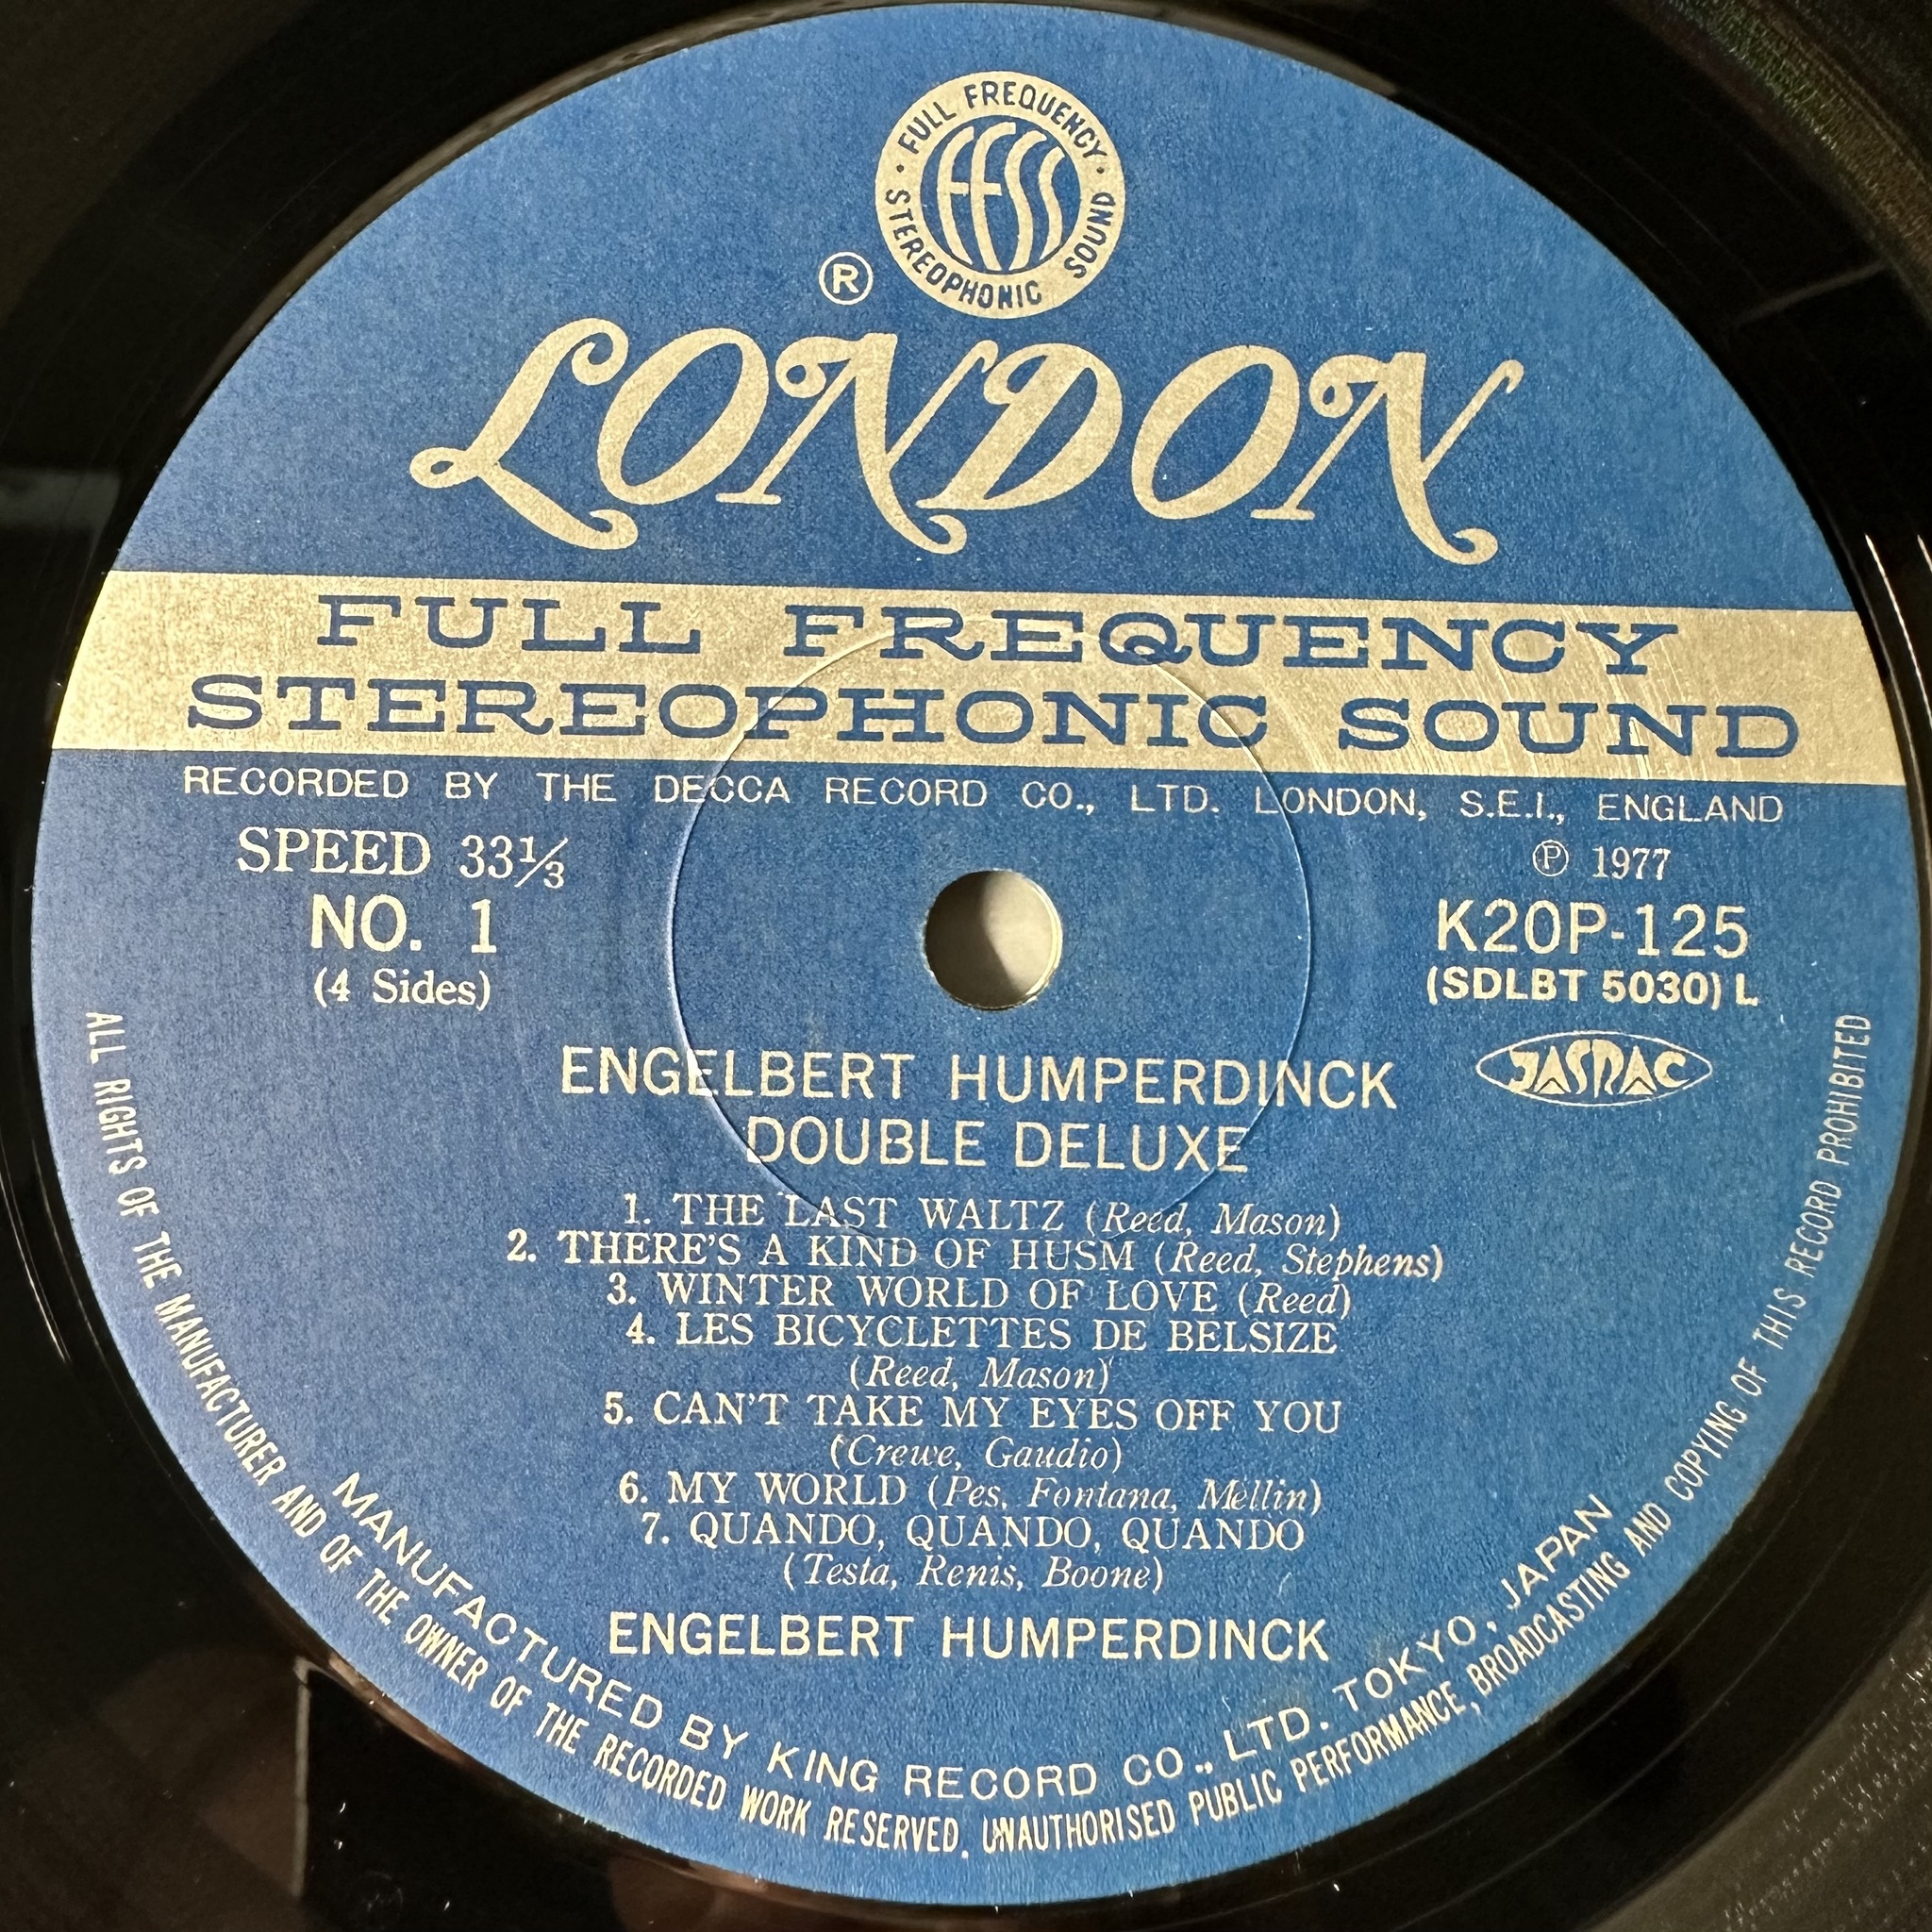 FULL FREQUENCY
STEREOPHONIC SOUND
FFSS
®
LONDON
FULL FREQUENCY
STEREOPHONIC SOUND
RECORDED BY THE DECCA RECORD CO., LTD. LONDON, S.E.I., ENGLAND
SPEED 33⅓
NO. 1
(4 Sides)
℗ 1977
K20P-125
(SDLBT 5030) L
JASRAC
ENGELBERT HUMPERDINCK
DOUBLE DELUXE
1. THE LAST WALTZ (Reed, Mason)
2. THERE'S A KIND OF HUSM (Reed, Stephens)
3. WINTER WORLD OF LOVE (Reed)
4. LES BICYCLETTES DE BELSIZE
(Reed, Mason)
5. CAN'T TAKE MY EYES OFF YOU
(Crewe, Gaudio)
6. MY WORLD (Pes, Fontana, Mellin)
7. QUANDO, QUANDO, QUANDO
(Testa, Renis, Boone)
ENGELBERT HUMPERDINCK
MANUFACTURED BY KING RECORD CO., LTD. TOKYO, JAPAN
ALL RIGHTS OF THE MANUFACTURER AND OF THE OWNER OF THE RECORDED WORK RESERVED. UNAUTHORISED PUBLIC PERFORMANCE, BROADCASTING AND COPYING OF THIS RECORD PROHIBITED